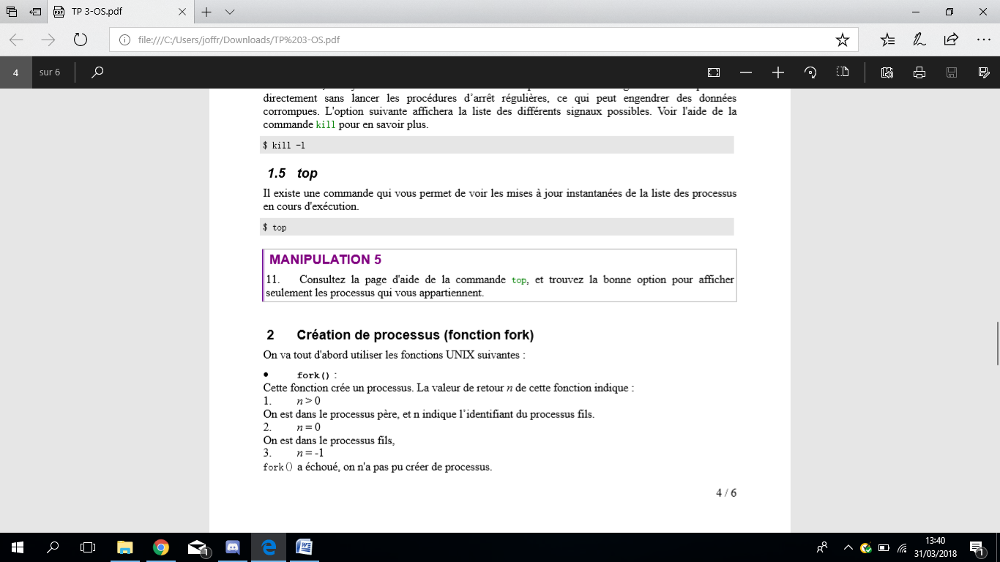 TP 3-OS.pdf
file:///C:/Users/joffr/Downloads/TP%203-OS.pdf
4 sur 6
directement sans lancer les procédures d’arrêt régulières, ce qui peut engendrer des données
corrompues. L'option suivante affichera la liste des différents signaux possibles. Voir l'aide de la
commande kill pour en savoir plus.
$ kill -l
1.5 top
Il existe une commande qui vous permet de voir les mises à jour instantanées de la liste des processus
en cours d'exécution.
$ top
MANIPULATION 5
11. Consultez la page d'aide de la commande top, et trouvez la bonne option pour afficher
seulement les processus qui vous appartiennent.
2 Création de processus (fonction fork)
On va tout d'abord utiliser les fonctions UNIX suivantes :
• fork() :
Cette fonction crée un processus. La valeur de retour n de cette fonction indique :
1. n > 0
On est dans le processus père, et n indique l’identifiant du processus fils.
2. n = 0
On est dans le processus fils,
3. n = -1
fork() a échoué, on n'a pas pu créer de processus.
4 / 6
13:40
31/03/2018